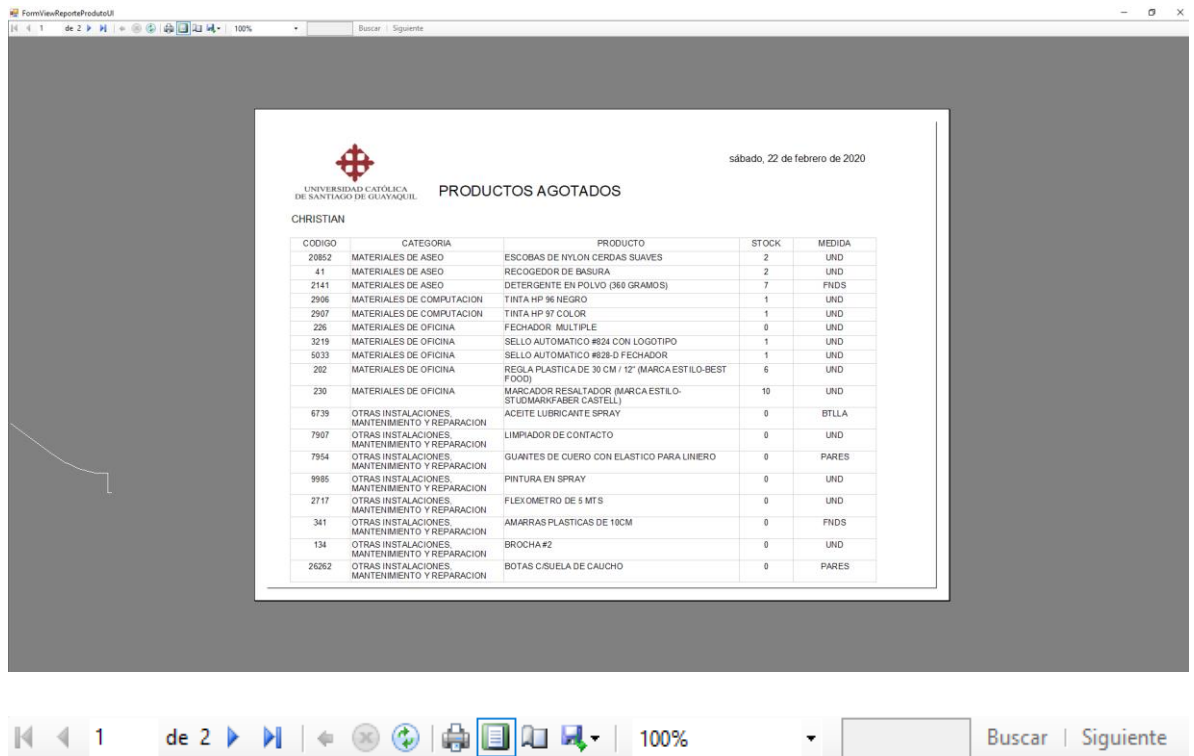 FormViewReporteProdutoUI
1 de 2 100% Buscar | Siguiente
sábado, 22 de febrero de 2020
UNIVERSIDAD CATÓLICA
DE SANTIAGO DE GUAYAQUIL
PRODUCTOS AGOTADOS
CHRISTIAN
CODIGO CATEGORIA PRODUCTO STOCK MEDIDA
20852 MATERIALES DE ASEO ESCOBAS DE NYLON CERDAS SUAVES 2 UND
41 MATERIALES DE ASEO RECOGEDOR DE BASURA 2 UND
2141 MATERIALES DE ASEO DETERGENTE EN POLVO (360 GRAMOS) 7 FNDS
2906 MATERIALES DE COMPUTACION TINTA HP 96 NEGRO 1 UND
2907 MATERIALES DE COMPUTACION TINTA HP 97 COLOR 1 UND
226 MATERIALES DE OFICINA FECHADOR MULTIPLE 0 UND
3219 MATERIALES DE OFICINA SELLO AUTOMATICO #824 CON LOGOTIPO 1 UND
5033 MATERIALES DE OFICINA SELLO AUTOMATICO #828-D FECHADOR 1 UND
202 MATERIALES DE OFICINA REGLA PLASTICA DE 30 CM / 12" (MARCA ESTILO-BEST 6 UND
FOOD)
230 MATERIALES DE OFICINA MARCADOR RESALTADOR (MARCA ESTILO- 10 UND
STUDMARKFABER CASTELL)
6739 OTRAS INSTALACIONES, ACEITE LUBRICANTE SPRAY 0 BTLLA
MANTENIMIENTO Y REPARACION
7907 OTRAS INSTALACIONES, LIMPIADOR DE CONTACTO 0 UND
MANTENIMIENTO Y REPARACION
7954 OTRAS INSTALACIONES, GUANTES DE CUERO CON ELASTICO PARA LINIERO 0 PARES
MANTENIMIENTO Y REPARACION
9985 OTRAS INSTALACIONES, PINTURA EN SPRAY 0 UND
MANTENIMIENTO Y REPARACION
2717 OTRAS INSTALACIONES, FLEXOMETRO DE 5 MTS 0 UND
MANTENIMIENTO Y REPARACION
341 OTRAS INSTALACIONES, AMARRAS PLASTICAS DE 10CM 0 FNDS
MANTENIMIENTO Y REPARACION
134 OTRAS INSTALACIONES, BROCHA #2 0 UND
MANTENIMIENTO Y REPARACION
26262 OTRAS INSTALACIONES, BOTAS C/SUELA DE CAUCHO 0 PARES
MANTENIMIENTO Y REPARACION
1 de 2 100% Buscar | Siguiente